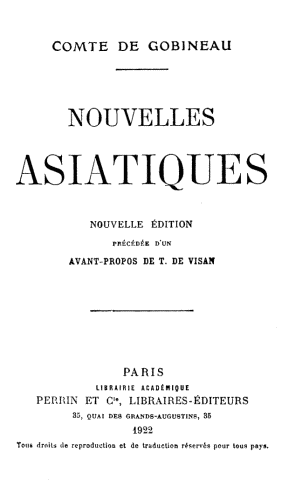 COMTE DE GOBINEAU
NOUVELLES
ASIATIQUES
NOUVELLE ÉDITION
PRÉCÉDÉE D'UN
AVANT-PROPOS DE T. DE VISAN
PARIS
LIBRAIRIE ACADÉMIQUE
PERRIN ET Cie, LIBRAIRES-ÉDITEURS
35, QUAI DES GRANDS-AUGUSTINS, 35
1922
Tous droits de reproduction et de traduction réservés pour tous pays.